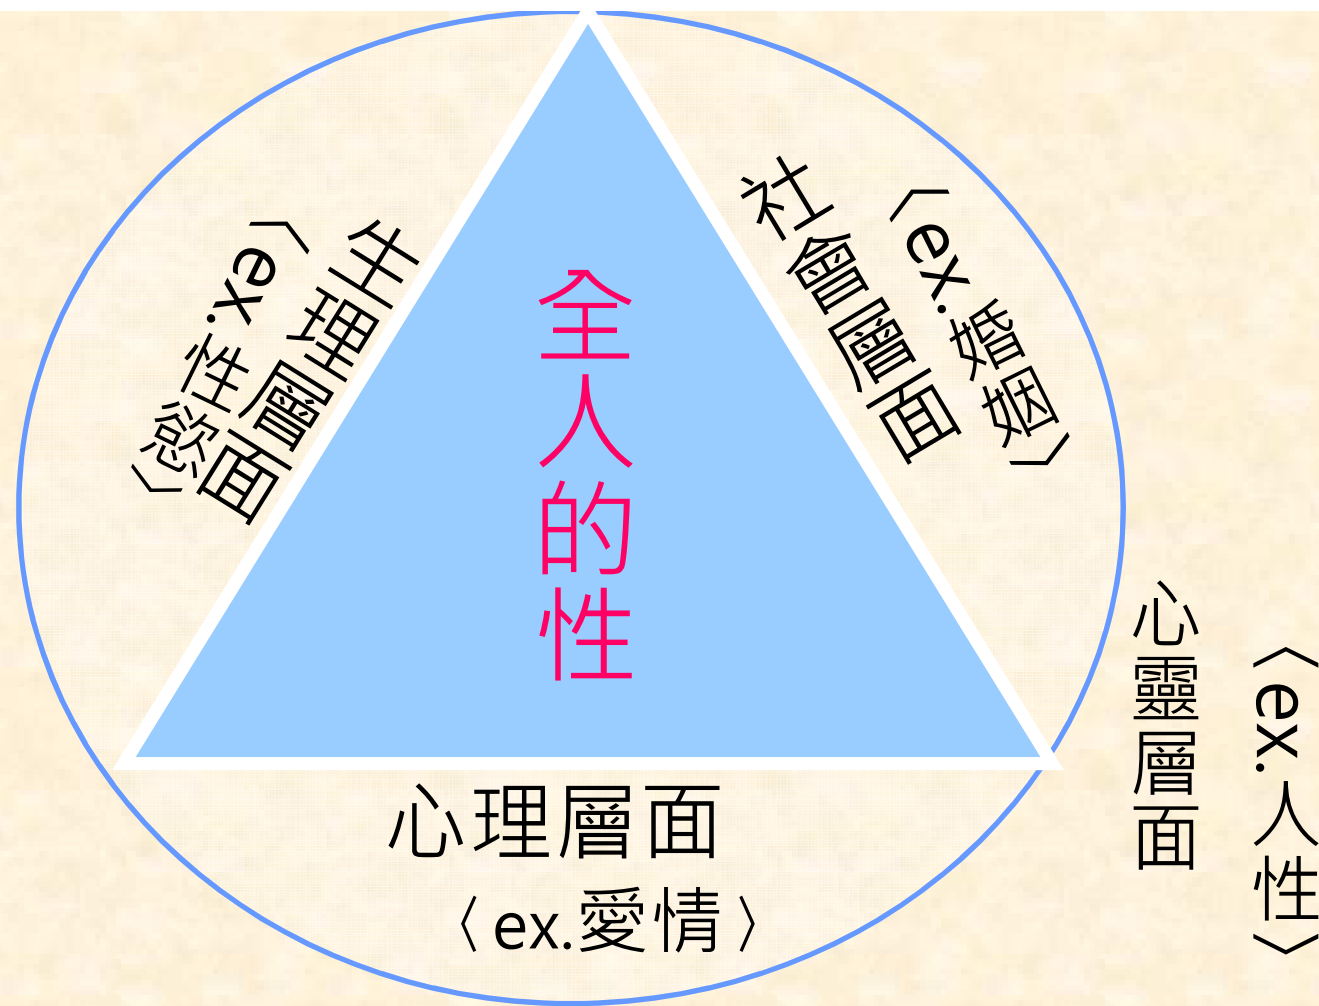 全人的性
生理層面
〈ex.性慾〉
社會層面
〈ex.婚姻〉
心理層面
〈ex.愛情〉
心靈層面
〈ex.人性〉